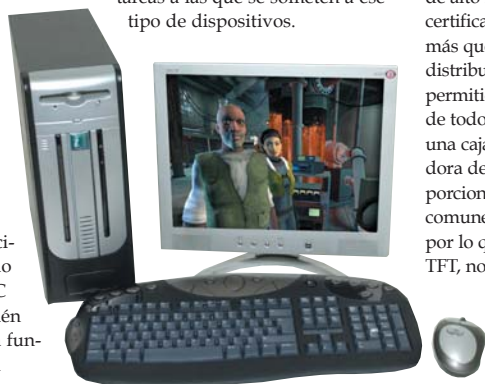 tareas a las que se someten a ese
tipo de dispositivos.
ci-
o
C
én
fun-
de alto
certifica
más que
distribu
permiti
de todo
una caja
dora de
porcion
comune
por lo q
TFT, no